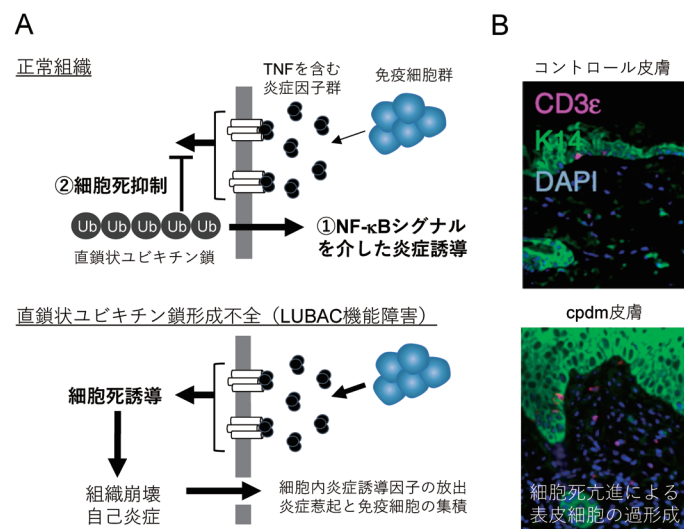 A
正常組織
TNFを含む
炎症因子群
免疫細胞群
②細胞死抑制
Ub Ub Ub Ub Ub
直鎖状ユビキチン鎖
①NF-κBシグナル
を介した炎症誘導
直鎖状ユビキチン鎖形成不全（LUBAC機能障害）
細胞死誘導
組織崩壊
自己炎症
細胞内炎症誘導因子の放出
炎症惹起と免疫細胞の集積
B
コントロール皮膚
CD3ε
K14
DAPI
cpdm皮膚
細胞死亢進による
表皮細胞の過形成